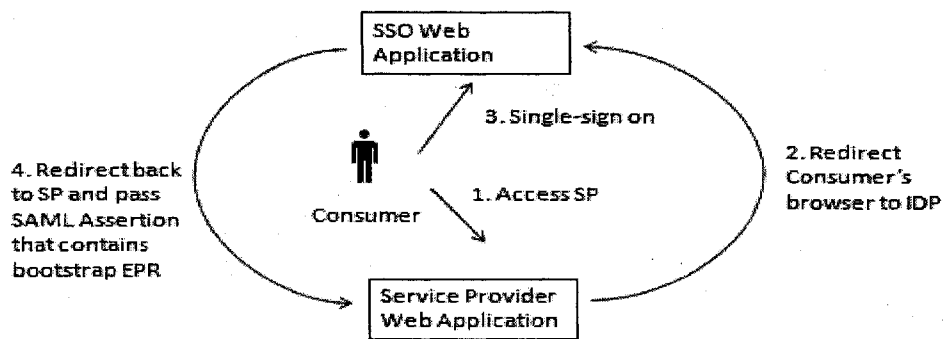 SSO Web
Application
3. Single-sign on
4. Redirect back
to SP and pass
SAML Assertion
that contains
bootstrap EPR
2. Redirect
Consumer's
browser to IDP
1. Access SP
Consumer
Service Provider
Web Application